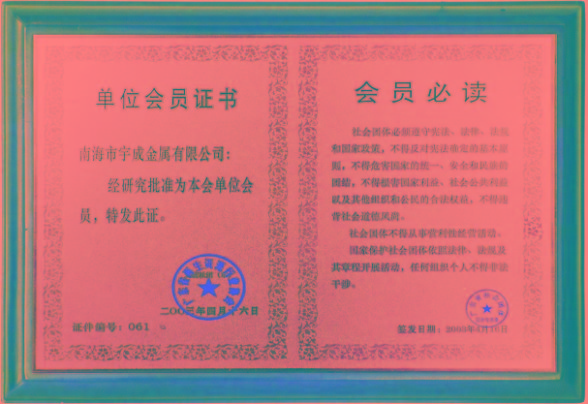 单位会员证书
南海市宇成金属有限公司：
经研究批准为本会单位会
员，特发此证。
二〇〇三年四月十六日
证件编号：061
会员必读
社会团体必须遵守宪法、法律、法规
和国家政策，不得反对宪法确定的基本原
则，不得危害国家的统一、安全和民族的
团结，不得损害国家利益、社会公共利益
以及其他组织和公民的合法权益，不得违
背社会道德风尚。
社会团体不得从事营利性经营活动。
国家保护社会团体依照法律、法规及
其章程开展活动，任何组织个人不得非法
干涉。
签发日期：